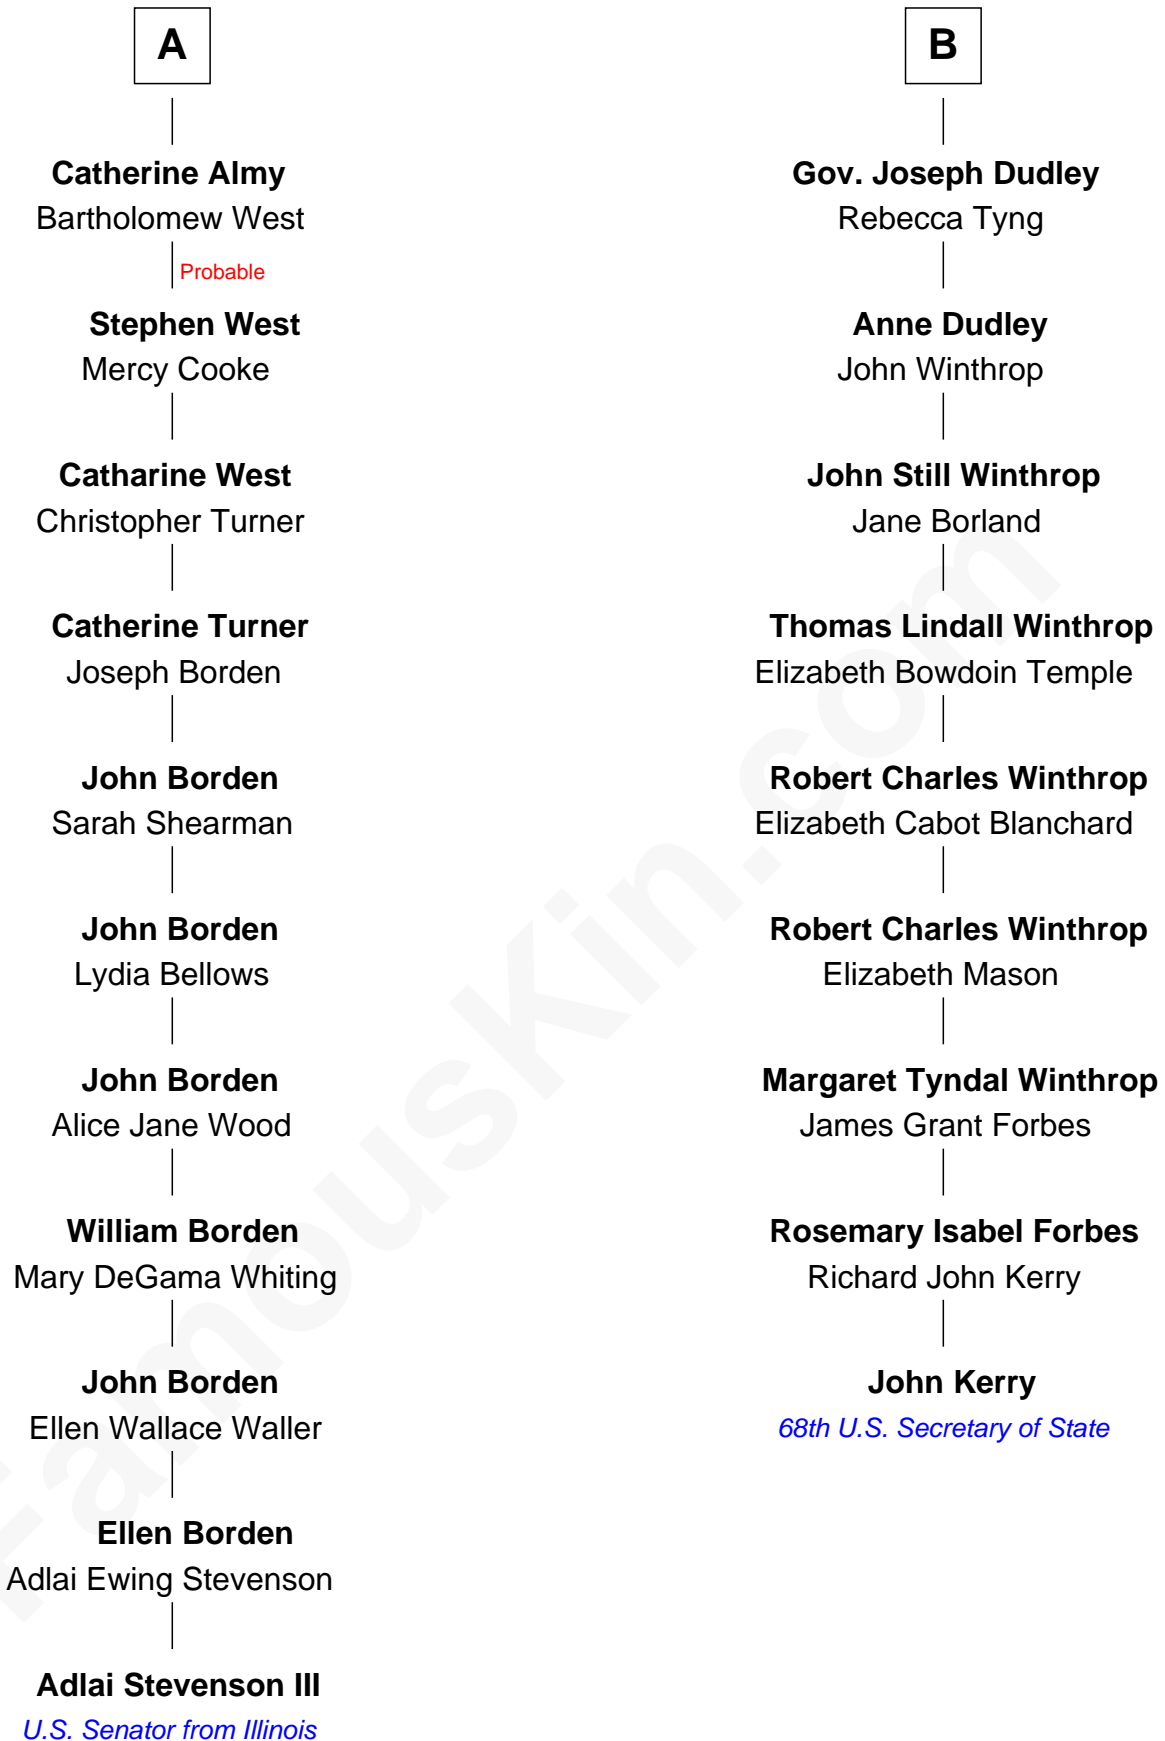 A
Catherine Almy
Bartholomew West
Probable
Stephen West
Mercy Cooke
Catharine West
Christopher Turner
Catherine Turner
Joseph Borden
John Borden
Sarah Shearman
John Borden
Lydia Bellows
John Borden
Alice Jane Wood
William Borden
Mary DeGama Whiting
John Borden
Ellen Wallace Waller
Ellen Borden
Adlai Ewing Stevenson
Adlai Stevenson III
U.S. Senator from Illinois
B
Gov. Joseph Dudley
Rebecca Tyng
Anne Dudley
John Winthrop
John Still Winthrop
Jane Borland
Thomas Lindall Winthrop
Elizabeth Bowdoin Temple
Robert Charles Winthrop
Elizabeth Cabot Blanchard
Robert Charles Winthrop
Elizabeth Mason
Margaret Tyndal Winthrop
James Grant Forbes
Rosemary Isabel Forbes
Richard John Kerry
John Kerry
68th U.S. Secretary of State
FamousKin.com